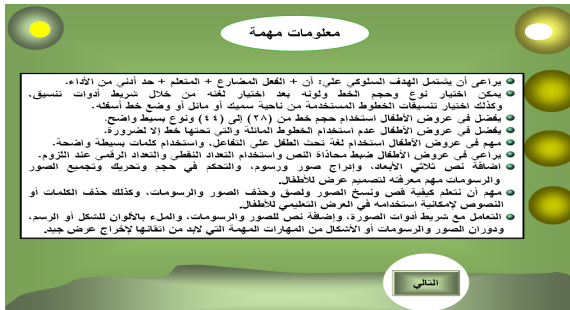 معلومات مهمة
يراعى أن يشتمل الهدف السلوكي على: أن + الفعل المضارع + المتعلم + حد أدني من الأداء.
يمكن اختيار نوع وحجم الخط ولونه بعد اختيار لغته من خلال شريط أدوات تنسيق،
وكذلك اختيار تنسيقات الخطوط المستخدمة من ناحية سميك أو مائل أو وضع خط أسفله.
يفضل في عروض الأطفال استخدام حجم خط من (٢٨) إلى (٤٤) ونوع بسيط واضح.
يفضل في عروض الأطفال عدم استخدام الخطوط المائلة والتي تحتها خط إلا لضرورة.
مهم في عروض الأطفال استخدام لغة تحث الطفل على التفاعل، واستخدام كلمات بسيطة واضحة.
يراعي في عروض الأطفال ضبط محاذاة النص واستخدام التعداد النقطي والتعداد الرقمي عند اللزوم.
اضافة نص ثلاثي الأبعاد، وإدراج صور ورسوم، والتحكم في حجم وتحريك وتجميع الصور
والرسومات مهم معرفته لتصميم عرض للأطفال.
مهم أن نتعلم كيفية قص ونسخ الصور ولصق وحذف الصور والرسومات، وكذلك حذف الكلمات أو
النصوص لإمكانية استخدامه في العرض التعليمي للأطفال.
التعامل مع شريط أدوات الصورة، وإضافة نص للصور والرسومات، والملء بالألوان للشكل أو الرسم،
ودوران الصور والرسومات أو الأشكال من المهارات المهمة التي لابد من اتقانها لإخراج عرض جيد.
التالي